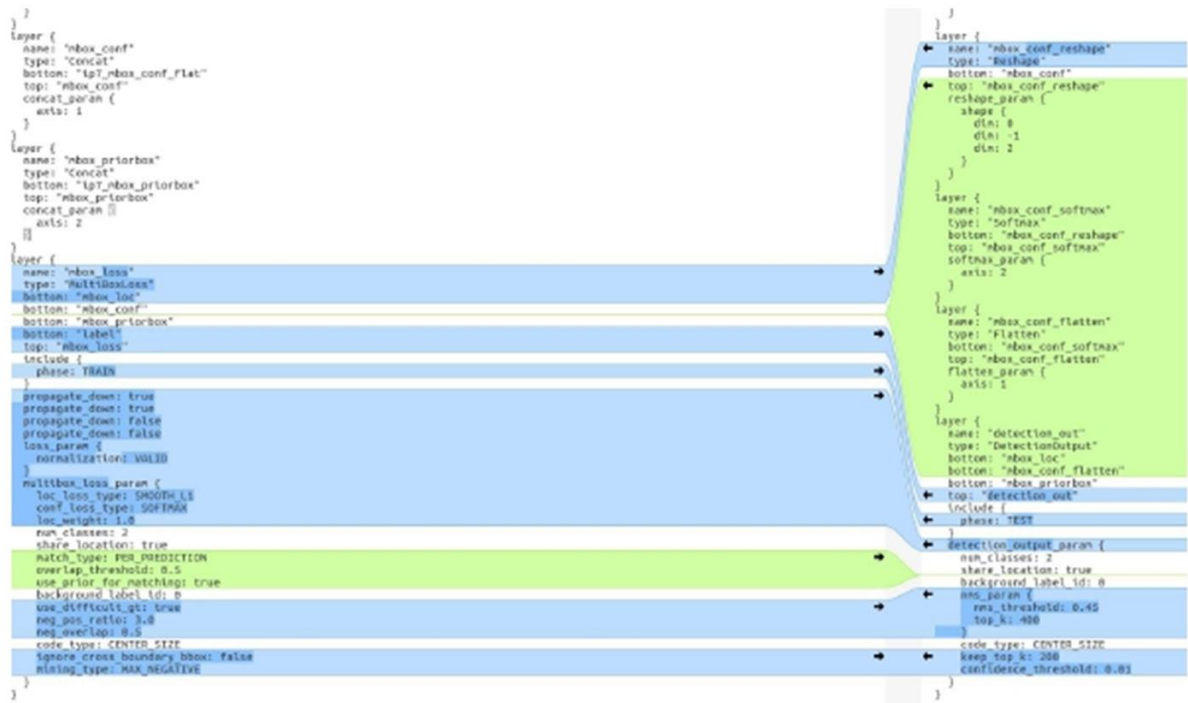 }
}
layer {
  name: "mbox_conf"
  type: "Concat"
  bottom: "ipT_mbox_conf_flat"
  top: "mbox_conf"
  concat_param {
    axis: 1
  }
}
layer {
  name: "mbox_priorbox"
  type: "Concat"
  bottom: "ipT_mbox_priorbox"
  top: "mbox_priorbox"
  concat_param {
    axis: 2
  }
}
layer {
  name: "mbox_loss"
  type: "MultiBoxLoss"
  bottom: "mbox_loc"
  bottom: "mbox_conf"
  bottom: "mbox_priorbox"
  bottom: "label"
  top: "mbox_loss"
  include {
    phase: TRAIN
  }
  propagate_down: true
  propagate_down: true
  propagate_down: false
  propagate_down: false
  loss_param {
    normalization: VALID
  }
  multibox_loss_param {
    loc_loss_type: SMOOTH_L1
    conf_loss_type: SOFTMAX
    loc_weight: 1.0
    num_classes: 2
    share_location: true
    match_type: PER_PREDICTION
    overlap_threshold: 0.5
    use_prior_for_matching: true
    background_label_id: 0
    use_difficult_gt: true
    neg_pos_ratio: 3.0
    neg_overlap: 0.5
    code_type: CENTER_SIZE
    ignore_cross_boundary_bbox: false
    mining_type: MAX_NEGATIVE
  }
}
  }
}
layer {
  name: "mbox_conf_reshape"
  type: "Reshape"
  bottom: "mbox_conf"
  top: "mbox_conf_reshape"
  reshape_param {
    shape {
      dim: 0
      dim: -1
      dim: 2
    }
  }
}
layer {
  name: "mbox_conf_softmax"
  type: "Softmax"
  bottom: "mbox_conf_reshape"
  top: "mbox_conf_softmax"
  softmax_param {
    axis: 2
  }
}
layer {
  name: "mbox_conf_flatten"
  type: "Flatten"
  bottom: "mbox_conf_softmax"
  top: "mbox_conf_flatten"
  flatten_param {
    axis: 1
  }
}
layer {
  name: "detection_out"
  type: "DetectionOutput"
  bottom: "mbox_loc"
  bottom: "mbox_conf_flatten"
  bottom: "mbox_priorbox"
  top: "detection_out"
  include {
    phase: TEST
  }
  detection_output_param {
    num_classes: 2
    share_location: true
    background_label_id: 0
    nms_param {
      nms_threshold: 0.45
      top_k: 400
    }
    code_type: CENTER_SIZE
    keep_top_k: 200
    confidence_threshold: 0.01
  }
}